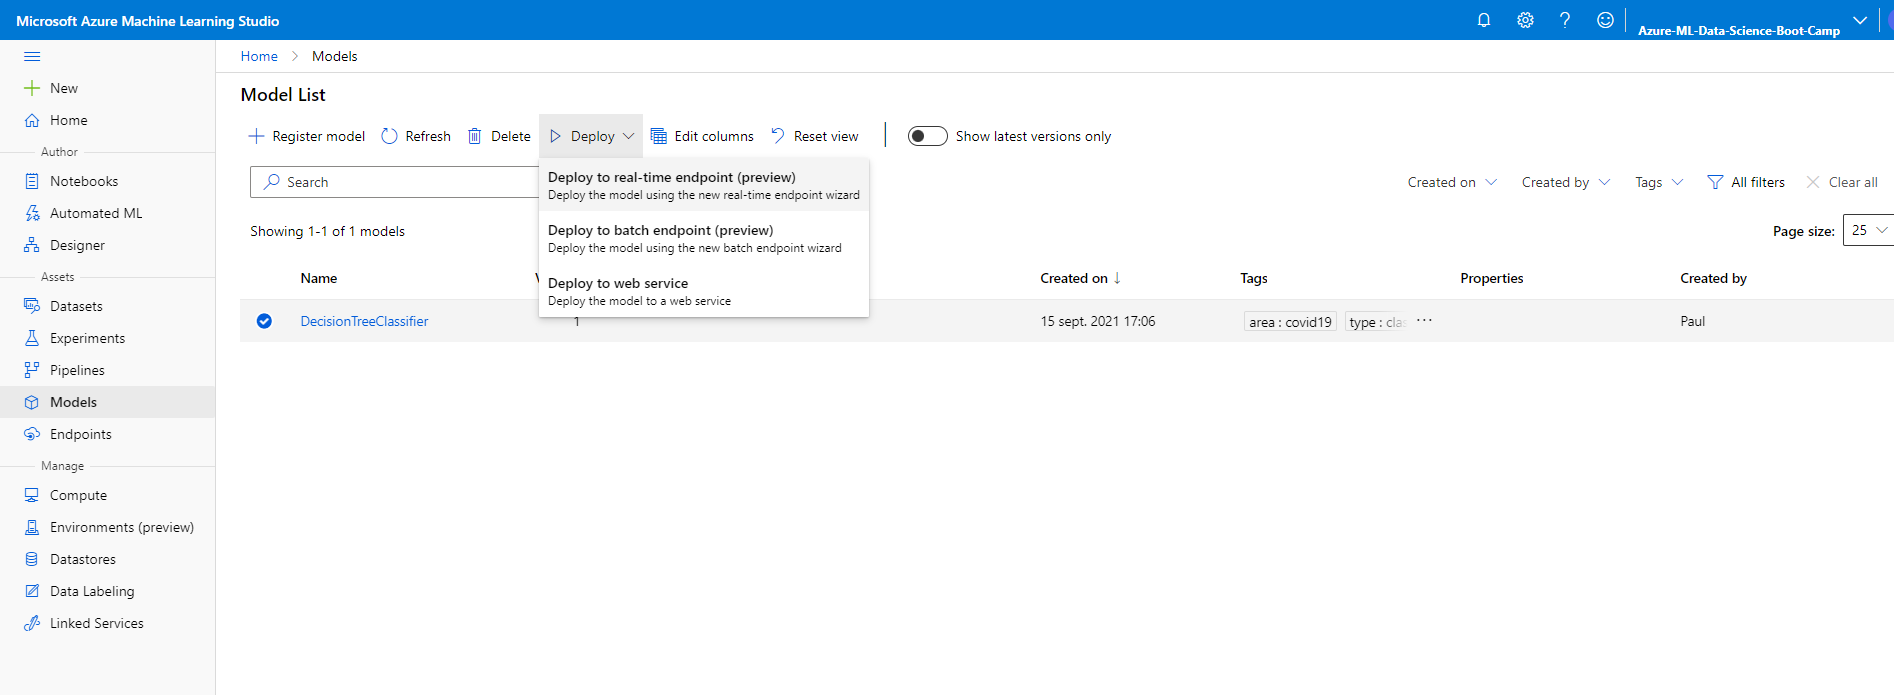 Microsoft Azure Machine Learning Studio
Azure-ML-Data-Science-Boot-Camp
New
Home
Author
Notebooks
Automated ML
Designer
Assets
Datasets
Experiments
Pipelines
Models
Endpoints
Manage
Compute
Environments (preview)
Datastores
Data Labeling
Linked Services
Home > Models
Model List
Register model Refresh Delete Deploy Edit columns Reset view Show latest versions only
Search
Created on Created by Tags All filters Clear all
Deploy to real-time endpoint (preview)
Deploy the model using the new real-time endpoint wizard
Deploy to batch endpoint (preview)
Deploy the model using the new batch endpoint wizard
Deploy to web service
Deploy the model to a web service
Showing 1-1 of 1 models
Page size: 25
Name Created on ↓ Tags Properties Created by
DecisionTreeClassifier 1 15 sept. 2021 17:06 area : covid19 type : clas ... Paul